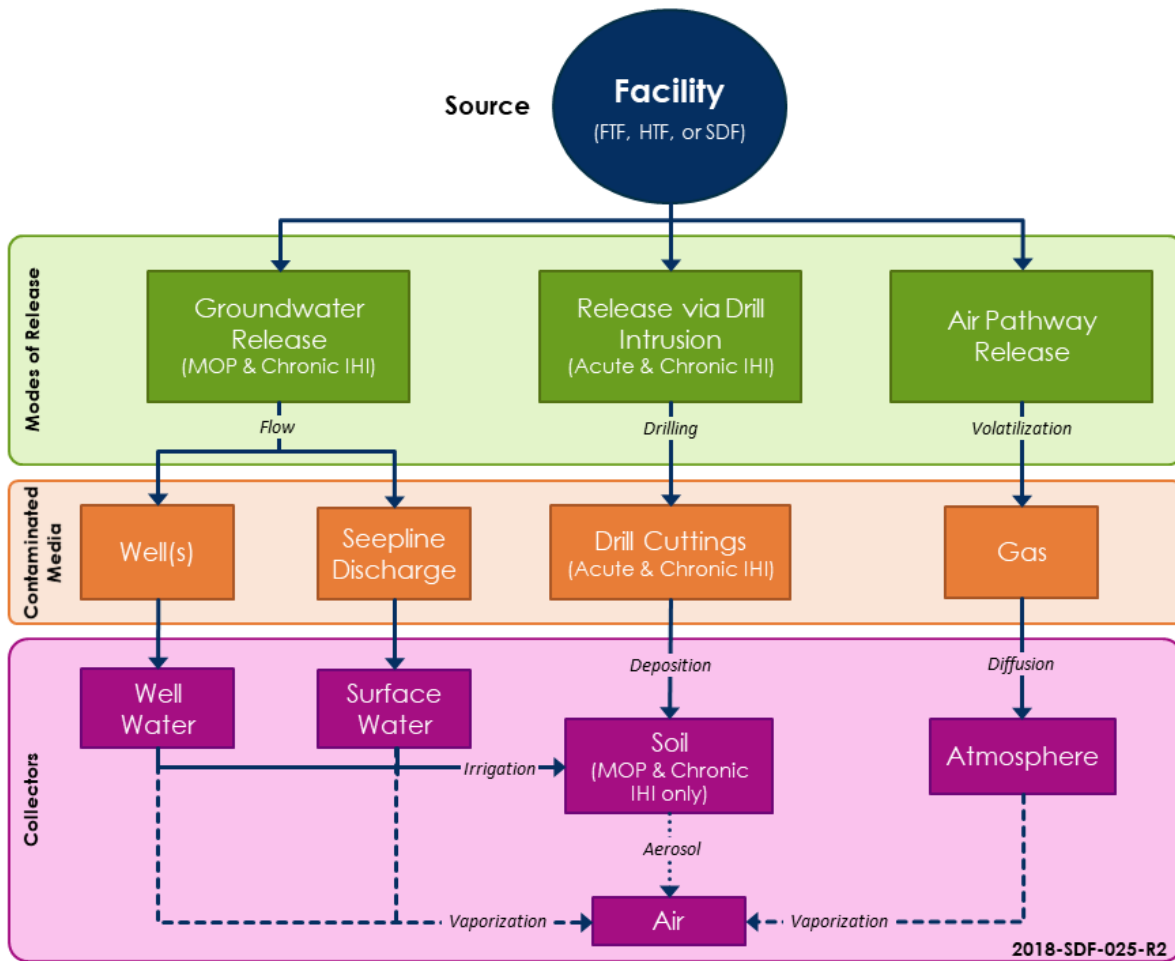 Source
Facility
(FTF, HTF, or SDF)
Modes of Release
Groundwater
Release
(MOP & Chronic IHI)
Release via Drill
Intrusion
(Acute & Chronic IHI)
Air Pathway
Release
Flow
Drilling
Volatilization
Contaminated
Media
Well(s)
Seepline
Discharge
Drill Cuttings
(Acute & Chronic IHI)
Gas
Collectors
Deposition
Diffusion
Well
Water
Surface
Water
Soil
(MOP & Chronic
IHI only)
Atmosphere
Irrigation
Aerosol
Vaporization
Air
Vaporization
2018-SDF-025-R2